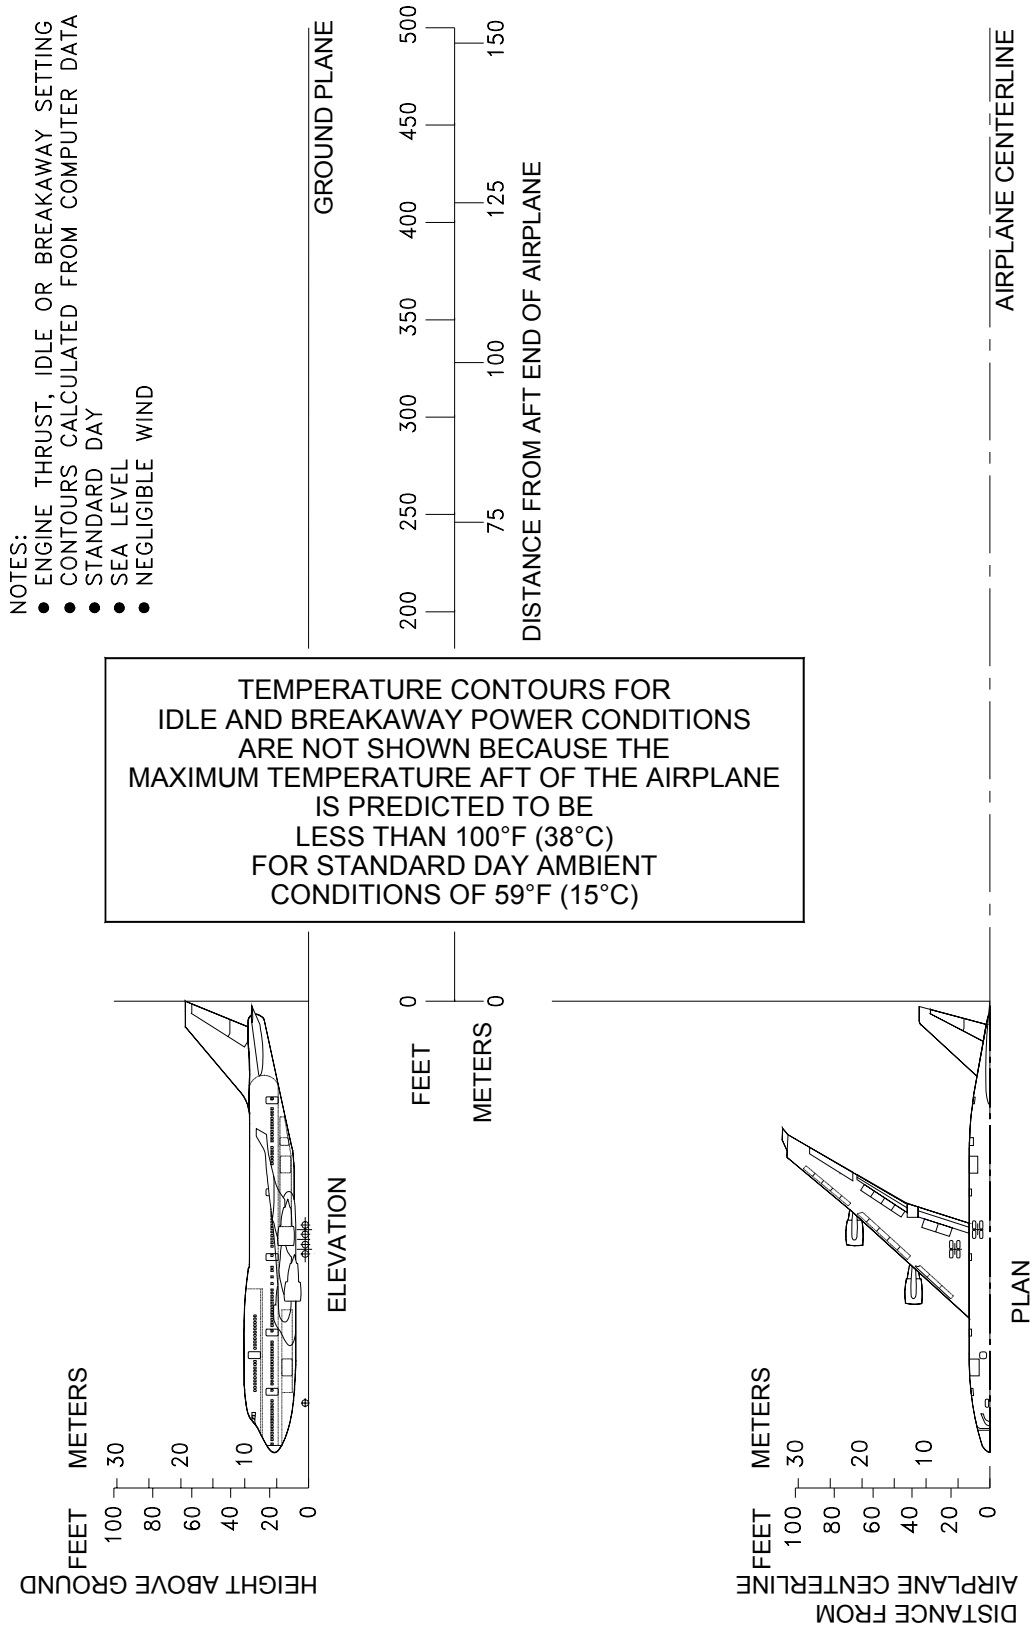 NOTES:
● ENGINE THRUST, IDLE OR BREAKAWAY SETTING
● CONTOURS CALCULATED FROM COMPUTER DATA
● STANDARD DAY
● SEA LEVEL
● NEGLIGIBLE WIND
HEIGHT ABOVE GROUND
FEET
METERS
100
80
60
40
20
0
30
20
10
ELEVATION
GROUND PLANE
TEMPERATURE CONTOURS FOR
IDLE AND BREAKAWAY POWER CONDITIONS
ARE NOT SHOWN BECAUSE THE
MAXIMUM TEMPERATURE AFT OF THE AIRPLANE
IS PREDICTED TO BE
LESS THAN 100°F (38°C)
FOR STANDARD DAY AMBIENT
CONDITIONS OF 59°F (15°C)
FEET
0 200 250 300 350 400 450 500
METERS
0 75 100 125 150
DISTANCE FROM AFT END OF AIRPLANE
DISTANCE FROM
AIRPLANE CENTERLINE
FEET
METERS
100
80
60
40
20
0
30
20
10
PLAN
AIRPLANE CENTERLINE